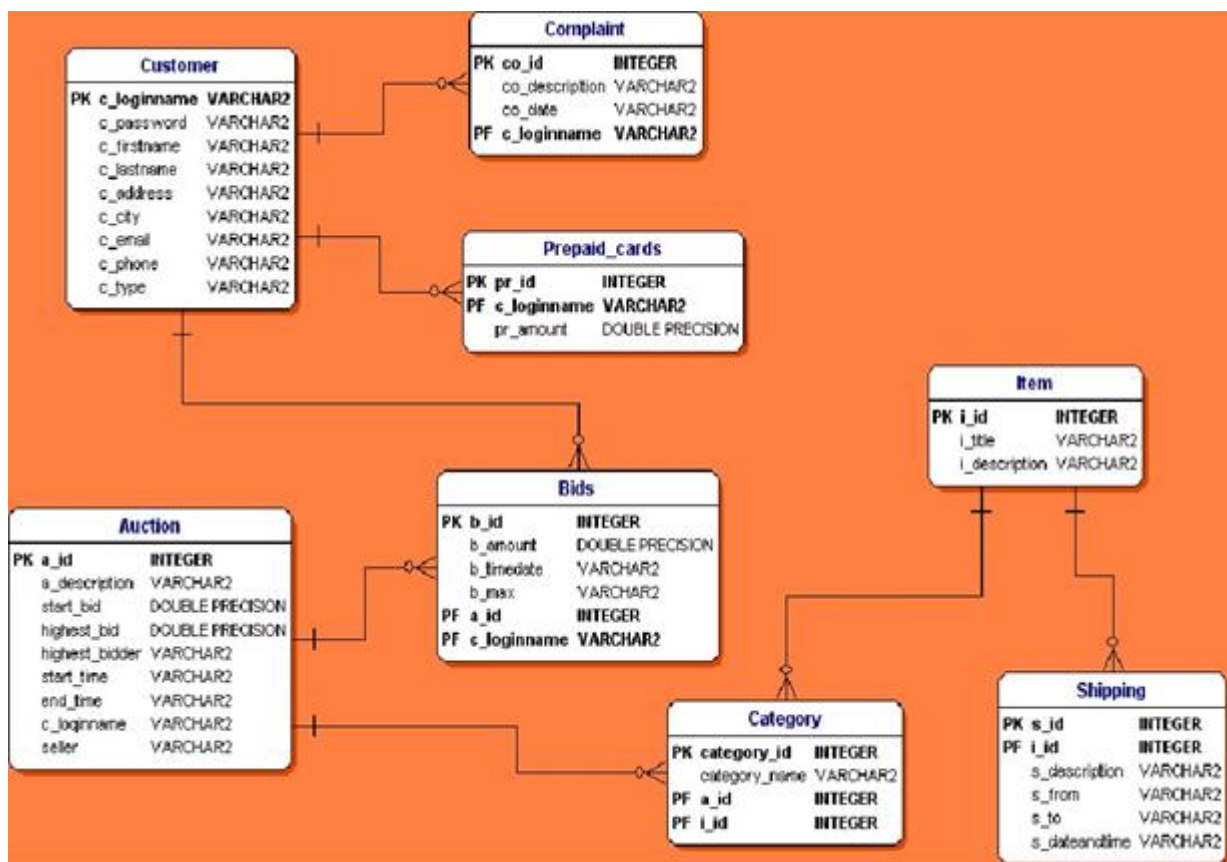 Customer
PK c_loginname VARCHAR2
c_password VARCHAR2
c_firstname VARCHAR2
c_lastname VARCHAR2
c_address VARCHAR2
c_city VARCHAR2
c_email VARCHAR2
c_phone VARCHAR2
c_type VARCHAR2
Complaint
PK co_id INTEGER
co_description VARCHAR2
co_date VARCHAR2
PF c_loginname VARCHAR2
Prepaid_cards
PK pr_id INTEGER
PF c_loginname VARCHAR2
pr_amount DOUBLE PRECISION
Item
PK i_id INTEGER
i_title VARCHAR2
i_description VARCHAR2
Bids
PK b_id INTEGER
b_amount DOUBLE PRECISION
b_timedate VARCHAR2
b_max VARCHAR2
PF a_id INTEGER
PF c_loginname VARCHAR2
Auction
PK a_id INTEGER
a_description VARCHAR2
start_bid DOUBLE PRECISION
highest_bid DOUBLE PRECISION
highest_bidder VARCHAR2
start_time VARCHAR2
end_time VARCHAR2
c_loginname VARCHAR2
seller VARCHAR2
Category
PK category_id INTEGER
category_name VARCHAR2
PF a_id INTEGER
PF i_id INTEGER
Shipping
PK s_id INTEGER
PF i_id INTEGER
s_description VARCHAR2
s_from VARCHAR2
s_to VARCHAR2
s_dateandtime VARCHAR2